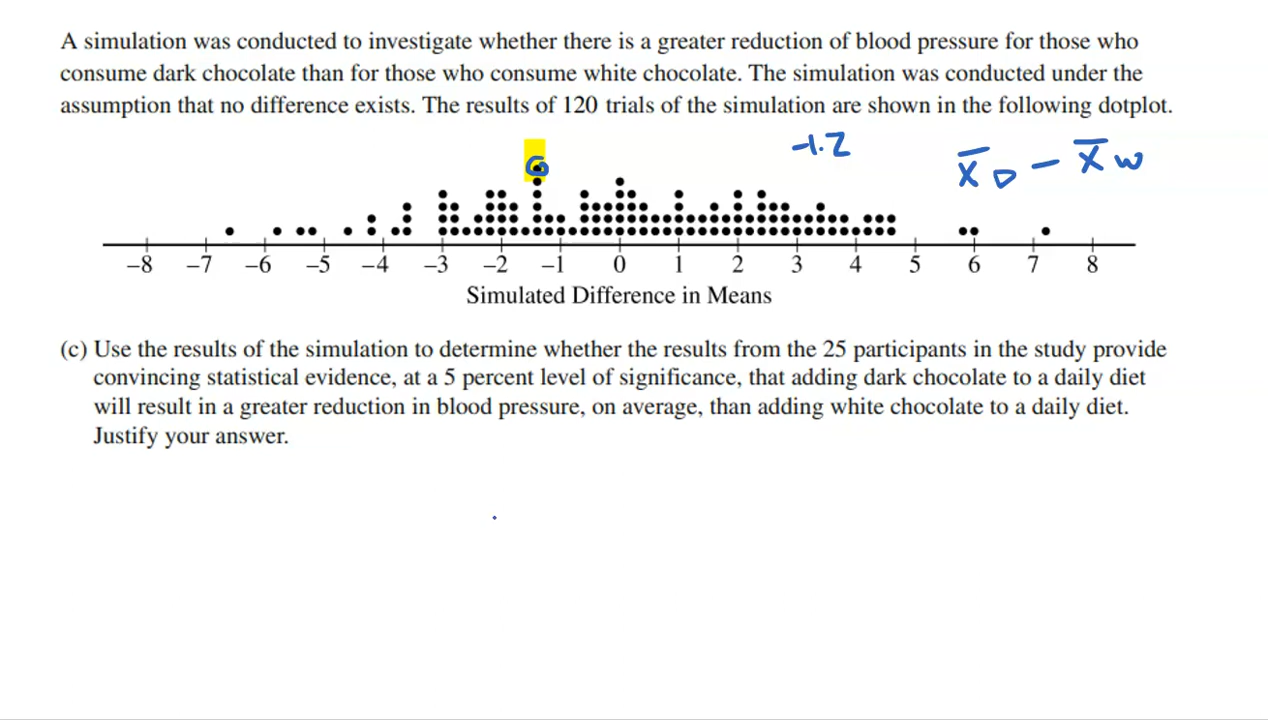 A simulation was conducted to investigate whether there is a greater reduction of blood pressure for those who
consume dark chocolate than for those who consume white chocolate. The simulation was conducted under the
assumption that no difference exists. The results of 120 trials of the simulation are shown in the following dotplot.
-1.2
x̄D – x̄w
–8 –7 –6 –5 –4 –3 –2 –1 0 1 2 3 4 5 6 7 8
Simulated Difference in Means
(c) Use the results of the simulation to determine whether the results from the 25 participants in the study provide
convincing statistical evidence, at a 5 percent level of significance, that adding dark chocolate to a daily diet
will result in a greater reduction in blood pressure, on average, than adding white chocolate to a daily diet.
Justify your answer.